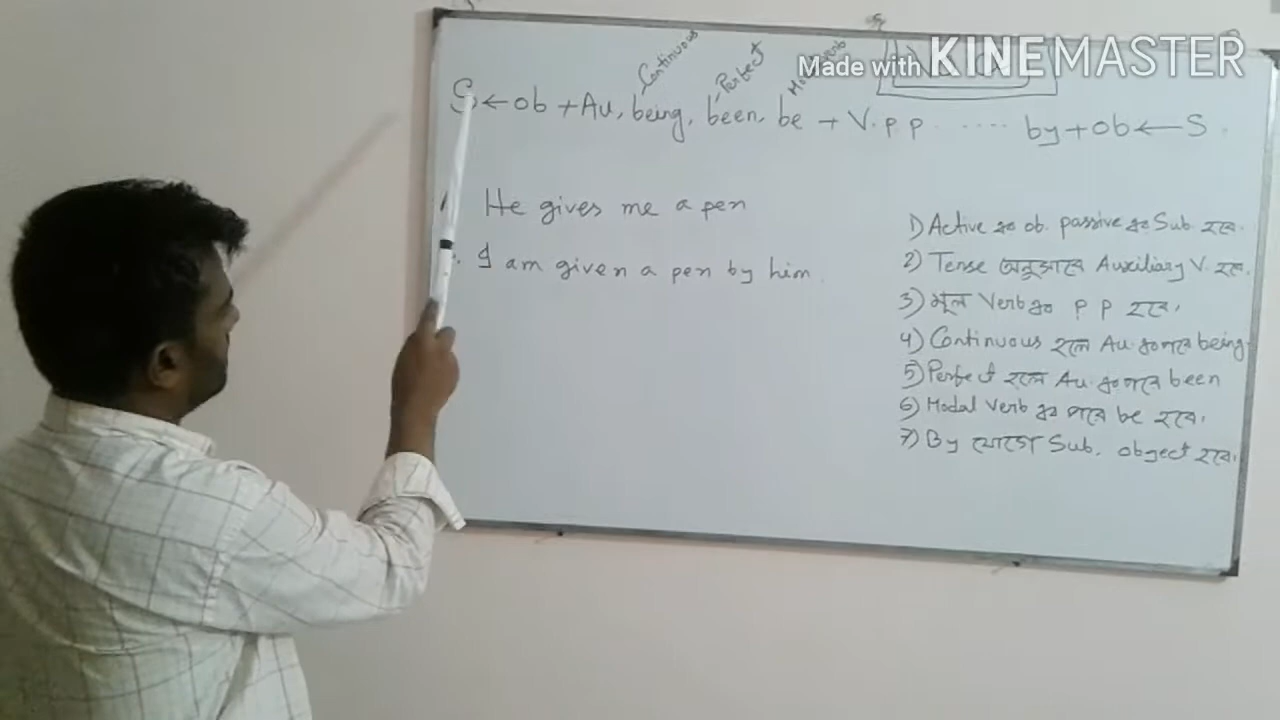 Made with KINEMASTER
Continuous Perfect
S ← ob + Au, being, been, be + V. P. P ..... by + ob ← S
He gives me a pen
I am given a pen by him.
1) Active এর ob. passive এর Sub. হবে.
2) Tense অনুসারে Auxiliary V. হবে.
3) মূল Verb এর P P হবে.
4) Continuous হলে Au. এর পরে being
5) Perfect হলে Au. এর পরে been
6) Modal Verb এর পরে be হবে.
7) By যোগে Sub. object হবে.